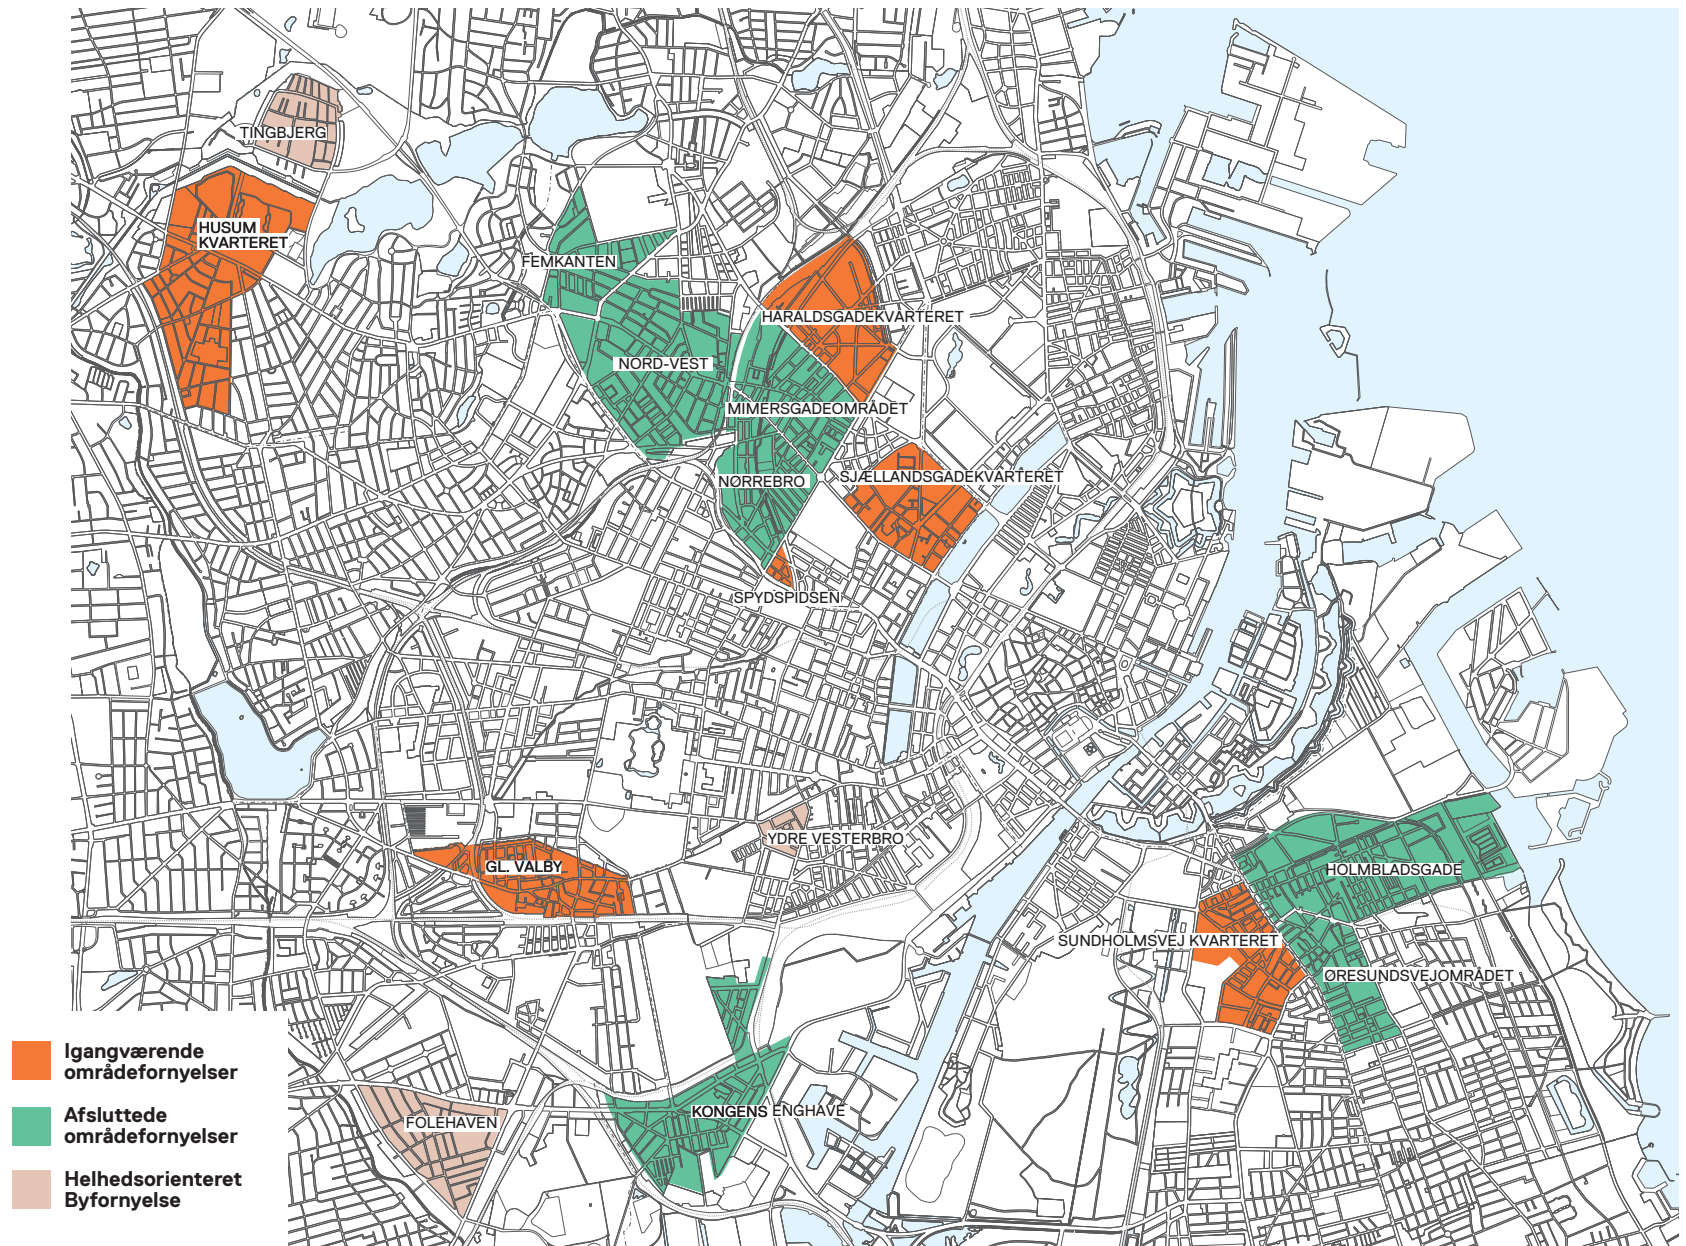 TINGBJERG
HUSUM
KVARTERET
FEMKANTEN
HARALDSGADEKVARTERET
NORD-VEST
MIMERSGADEOMRÅDET
SJÆLLANDSGADEKVARTERET
NØRREBRO
SPYDSPIDSEN
YDRE VESTERBRO
GL. VALBY
HOLMBLADSGADE
SUNDHOLMSVEJ KVARTERET
ØRESUNDSVEJOMRÅDET
KONGENS ENGHAVE
FOLEHAVEN
Igangværende
områdefornyelser
Afsluttede
områdefornyelser
Helhedsorienteret
Byfornyelse